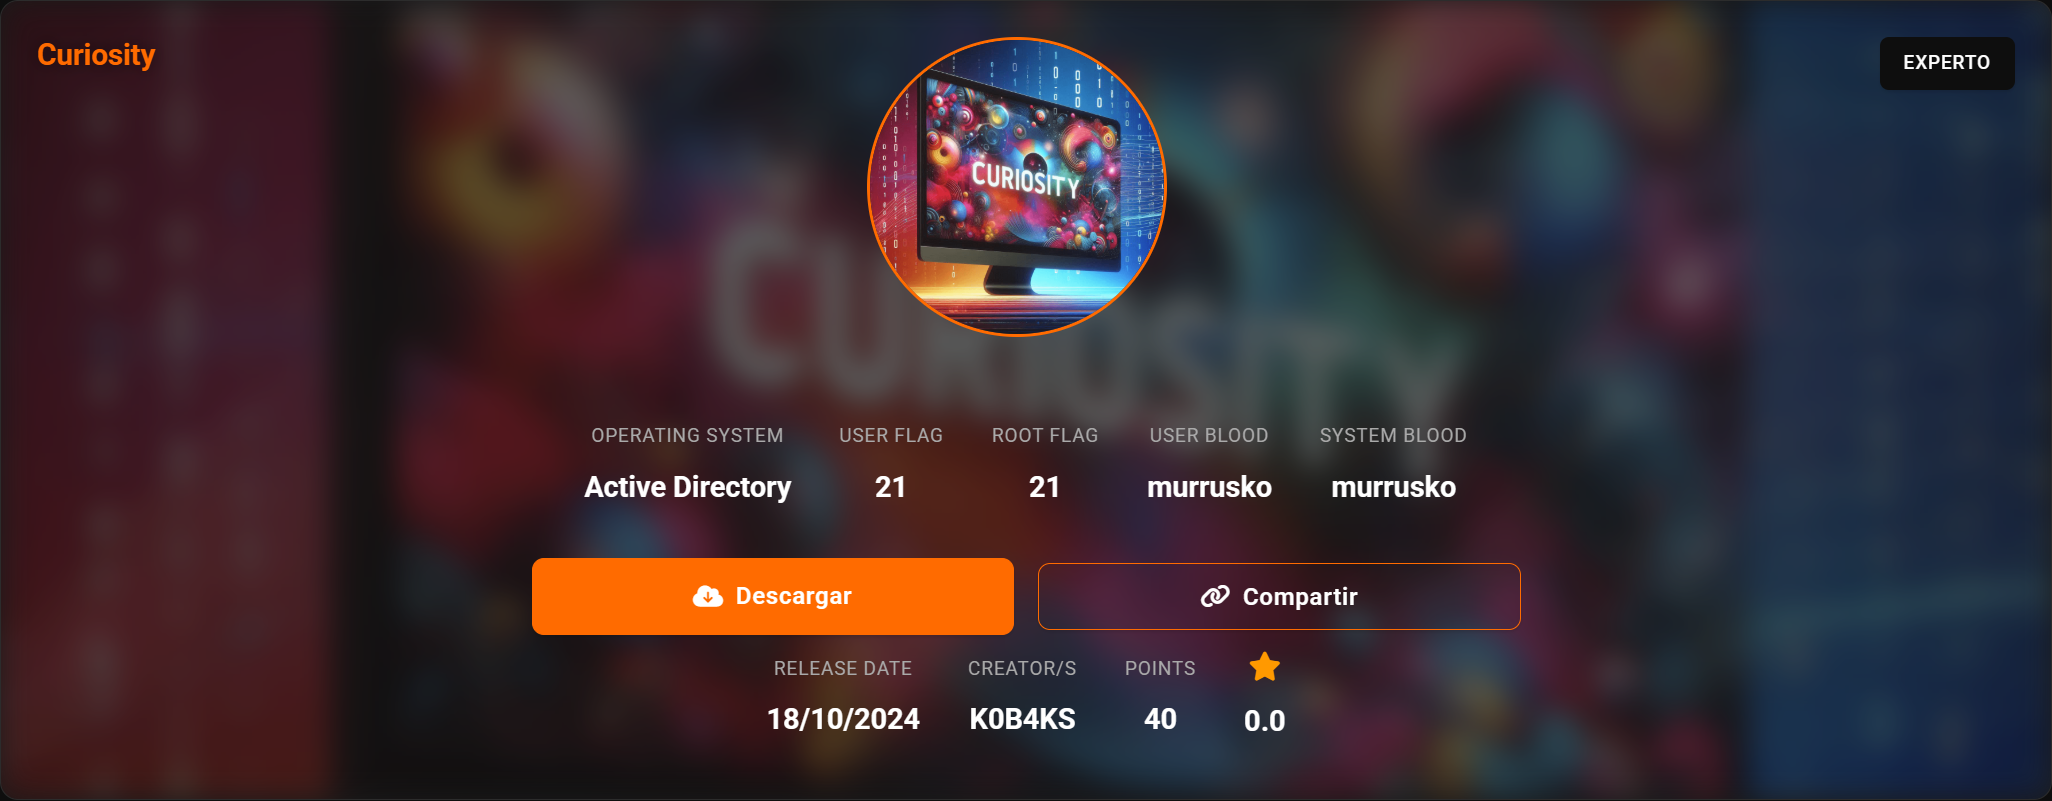 Curiosity
EXPERTO
CURIOSITY
CURIOSITY
OPERATING SYSTEM
USER FLAG
ROOT FLAG
USER BLOOD
SYSTEM BLOOD
Active Directory
21
21
murrusko
murrusko
Descargar
Compartir
RELEASE DATE
CREATOR/S
POINTS
18/10/2024
K0B4KS
40
0.0